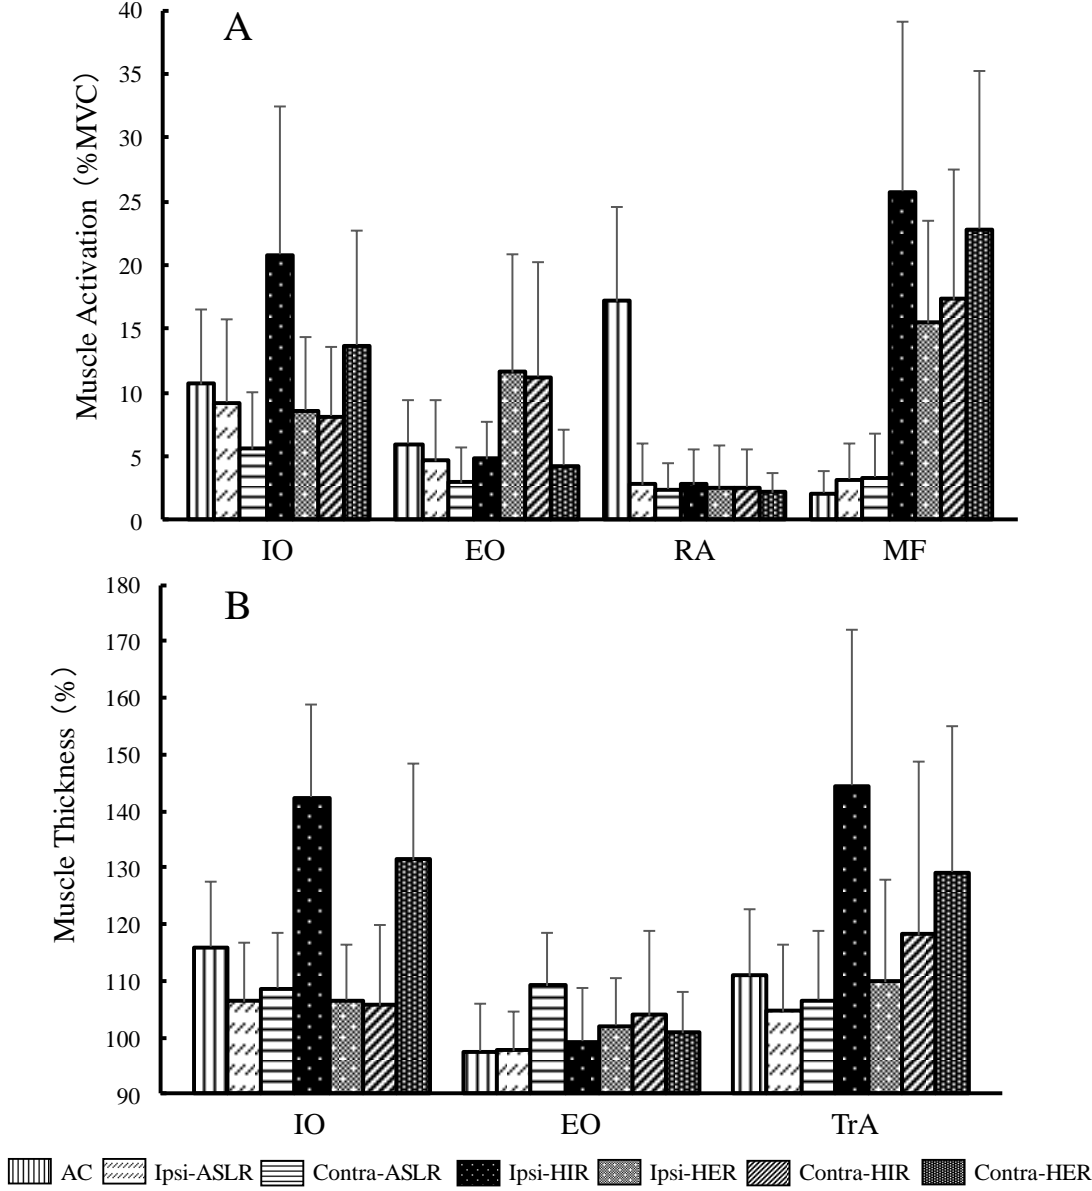 A
Muscle Activation (%MVC)
40
35
30
25
20
15
10
5
0
IO EO RA MF
B
Muscle Thickness (%)
180
170
160
150
140
130
120
110
100
90
IO EO TrA
AC Ipsi-ASLR Contra-ASLR Ipsi-HIR Ipsi-HER Contra-HIR Contra-HER